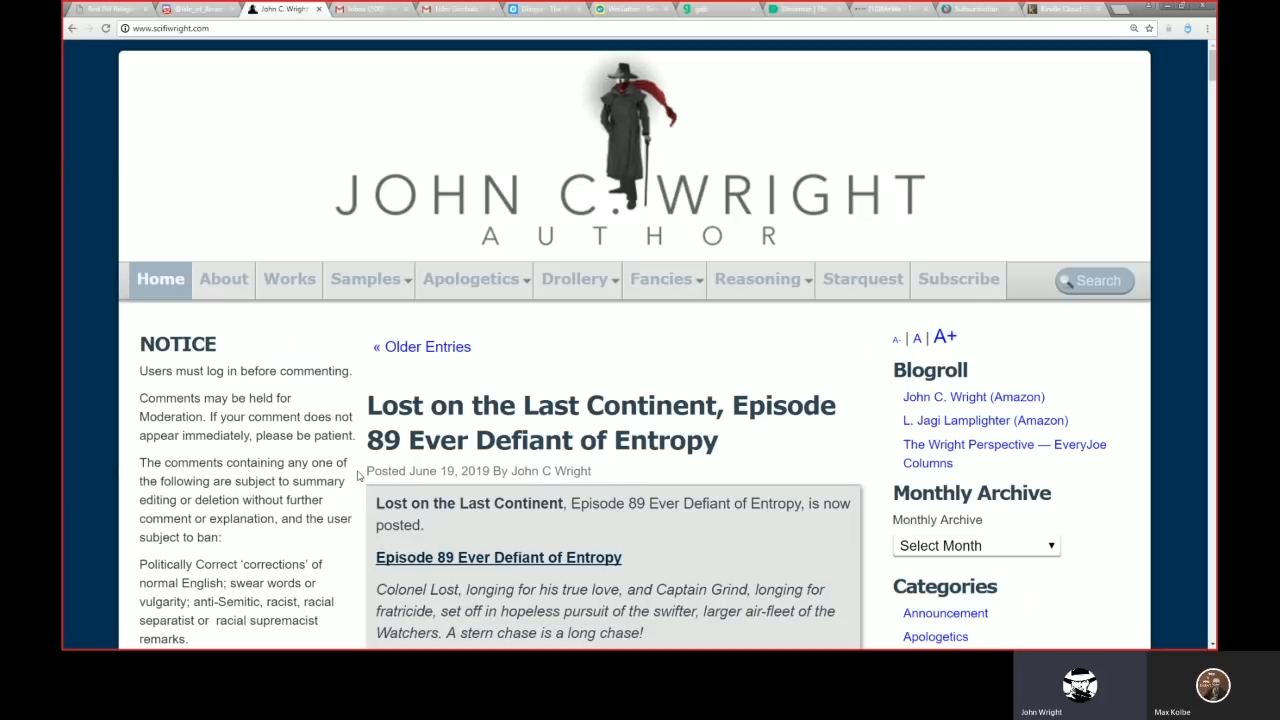 John C. Wright
Inbox (200)
www.scifiwright.com
JOHN C. WRIGHT
AUTHOR
Home About Works Samples Apologetics Drollery Fancies Reasoning Starquest Subscribe Search
NOTICE
Users must log in before commenting.
Comments may be held for
Moderation. If your comment does not
appear immediately, please be patient.
The comments containing any one of
the following are subject to summary
editing or deletion without further
comment or explanation, and the user
subject to ban:
Politically Correct ‘corrections’ of
normal English; swear words or
vulgarity; anti-Semitic, racist, racial
separatist or racial supremacist
remarks.
« Older Entries
Lost on the Last Continent, Episode
89 Ever Defiant of Entropy
Posted June 19, 2019 By John C Wright
Lost on the Last Continent, Episode 89 Ever Defiant of Entropy, is now
posted.
Episode 89 Ever Defiant of Entropy
Colonel Lost, longing for his true love, and Captain Grind, longing for
fratricide, set off in hopeless pursuit of the swifter, larger air-fleet of the
Watchers. A stern chase is a long chase!
A- | A | A+
Blogroll
John C. Wright (Amazon)
L. Jagi Lamplighter (Amazon)
The Wright Perspective — EveryJoe
Columns
Monthly Archive
Monthly Archive
Select Month
Categories
Announcement
Apologetics
John Wright
Max Kolbe